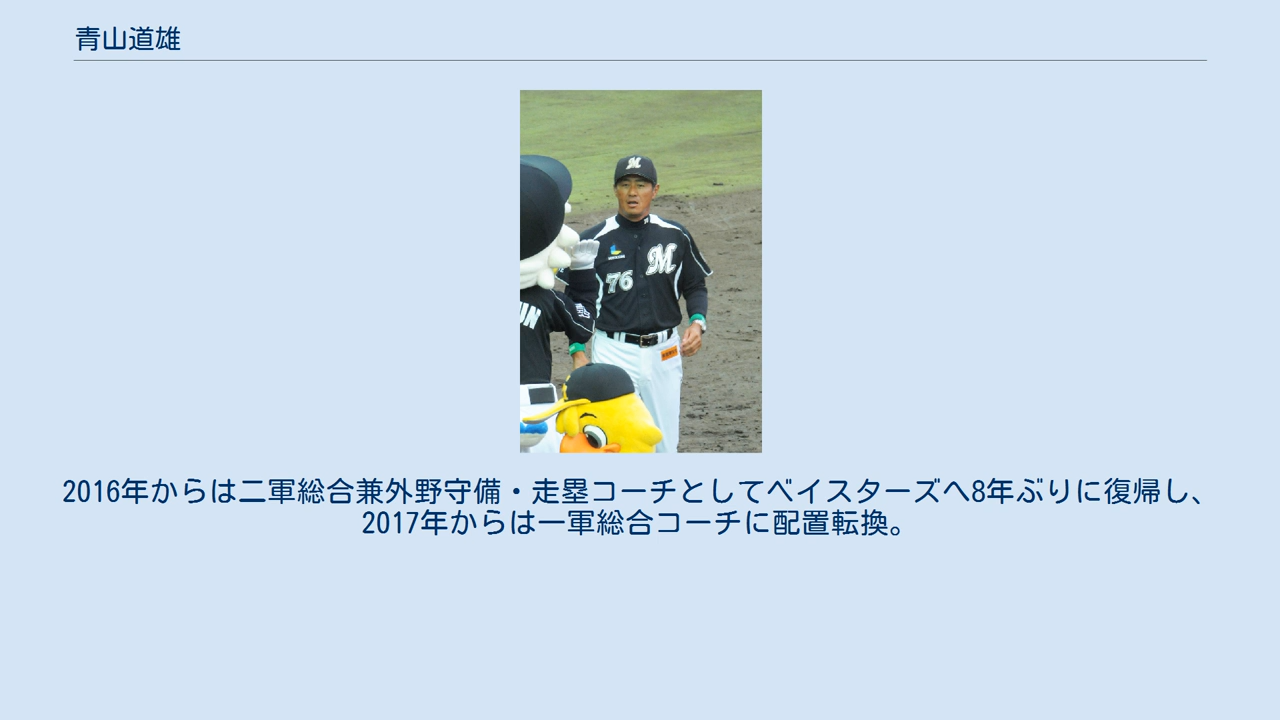 青山道雄
M
M
76
UN
2016年からは二軍総合兼外野守備・走塁コーチとしてベイスターズへ8年ぶりに復帰し、
2017年からは一軍総合コーチに配置転換。